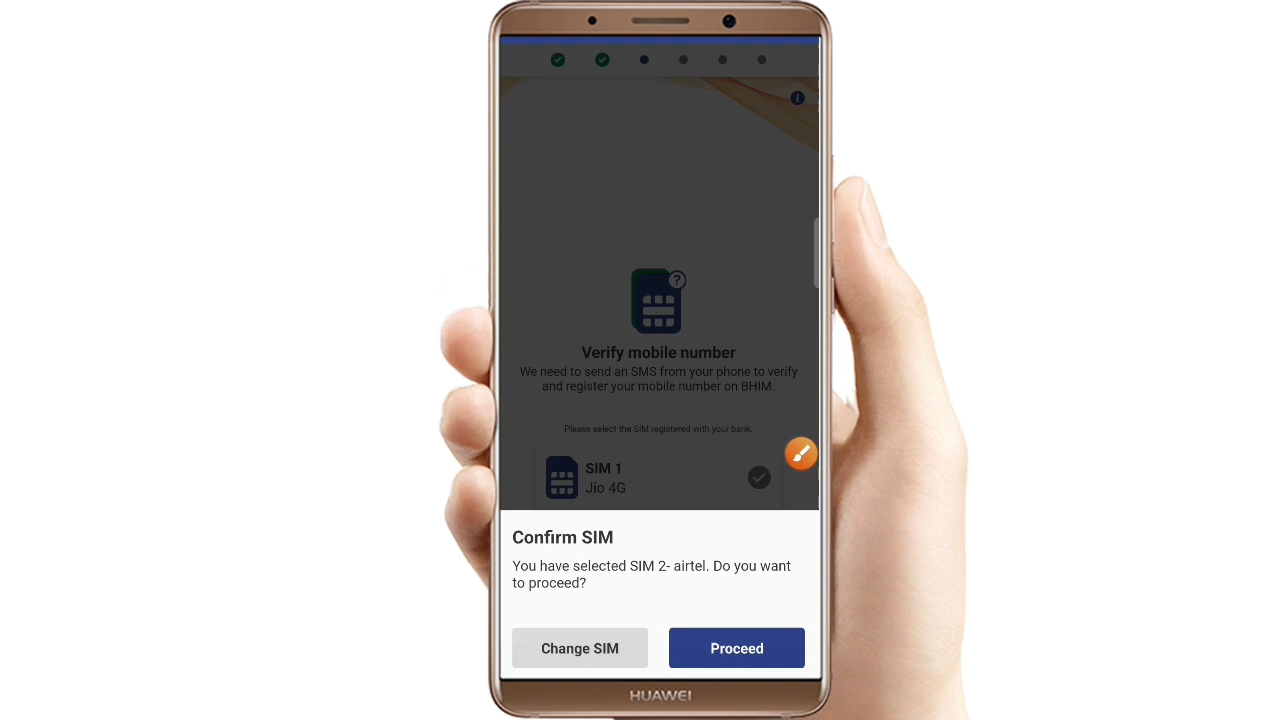 Verify mobile number
We need to send an SMS from your phone to verify
and register your mobile number on BHIM.
Please select the SIM registered with your bank.
SIM 1
Jio 4G
Confirm SIM
You have selected SIM 2- airtel. Do you want
to proceed?
Change SIM
Proceed
HUAWEI